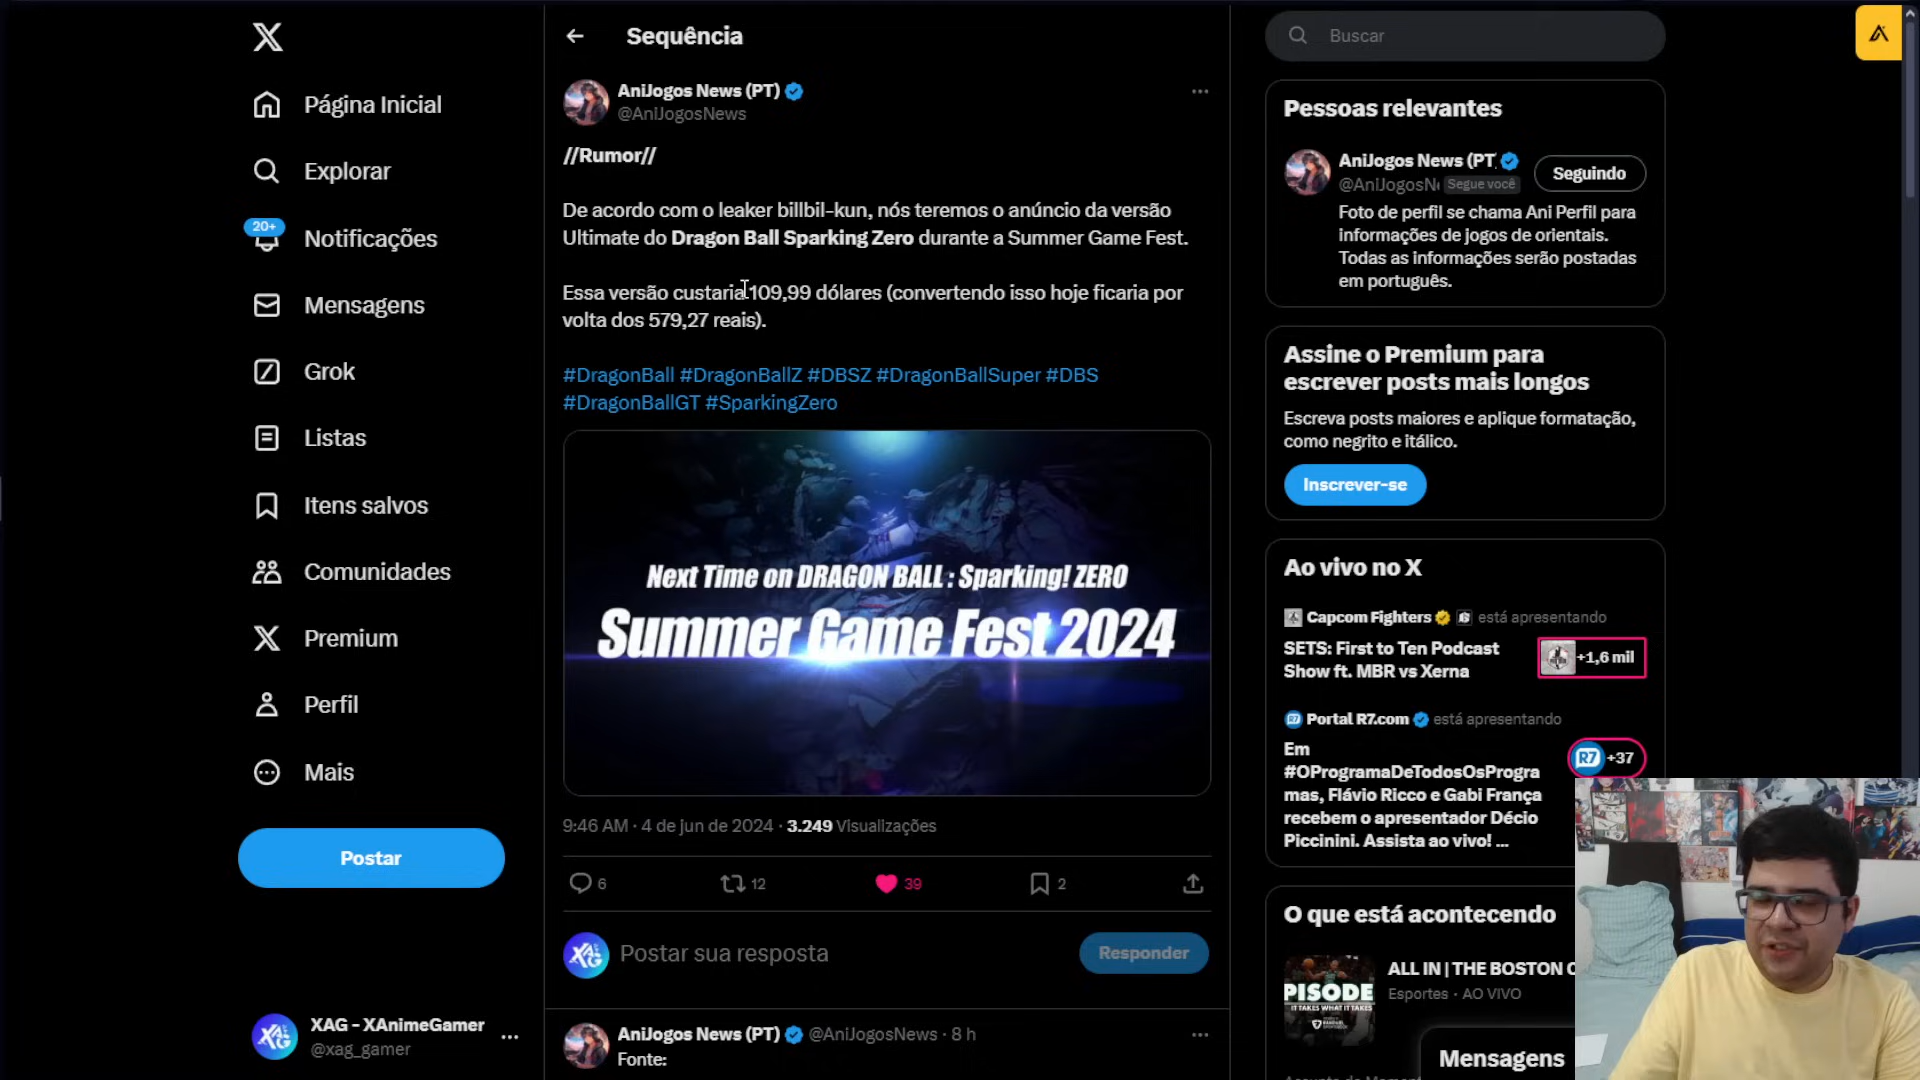 Página Inicial
Explorar
20+
Notificações
Mensagens
Grok
Listas
Itens salvos
Comunidades
Premium
Perfil
Mais
Postar
XAG - XAnimeGamer
@xag_gamer
Sequência
AniJogos News (PT)
@AniJogosNews
//Rumor//
De acordo com o leaker billbil-kun, nós teremos o anúncio da versão
Ultimate do Dragon Ball Sparking Zero durante a Summer Game Fest.
Essa versão custaria 109,99 dólares (convertendo isso hoje ficaria por
volta dos 579,27 reais).
#DragonBall #DragonBallZ #DBSZ #DragonBallSuper #DBS
#DragonBallGT #SparkingZero
Next Time on DRAGON BALL : Sparking! ZERO
Summer Game Fest 2024
9:46 AM · 4 de jun de 2024 · 3.249 Visualizações
6 12 39 2
Postar sua resposta
Responder
AniJogos News (PT) @AniJogosNews · 8 h
Fonte:
Buscar
Pessoas relevantes
AniJogos News (PT
@AniJogosN Segue você
Seguindo
Foto de perfil se chama Ani Perfil para
informações de jogos de orientais.
Todas as informações serão postadas
em português.
Assine o Premium para
escrever posts mais longos
Escreva posts maiores e aplique formatação,
como negrito e itálico.
Inscrever-se
Ao vivo no X
Capcom Fighters está apresentando
SETS: First to Ten Podcast
Show ft. MBR vs Xerna
+1,6 mil
Portal R7.com está apresentando
Em
#OProgramaDeTodosOsProgra
mas, Flávio Ricco e Gabi França
recebem o apresentador Décio
Piccinini. Assista ao vivo! ...
R7 +37
O que está acontecendo
ALL IN | THE BOSTON C
Esportes · AO VIVO
PISODE
IT TAKES WHAT IT TAKES
Mensagens